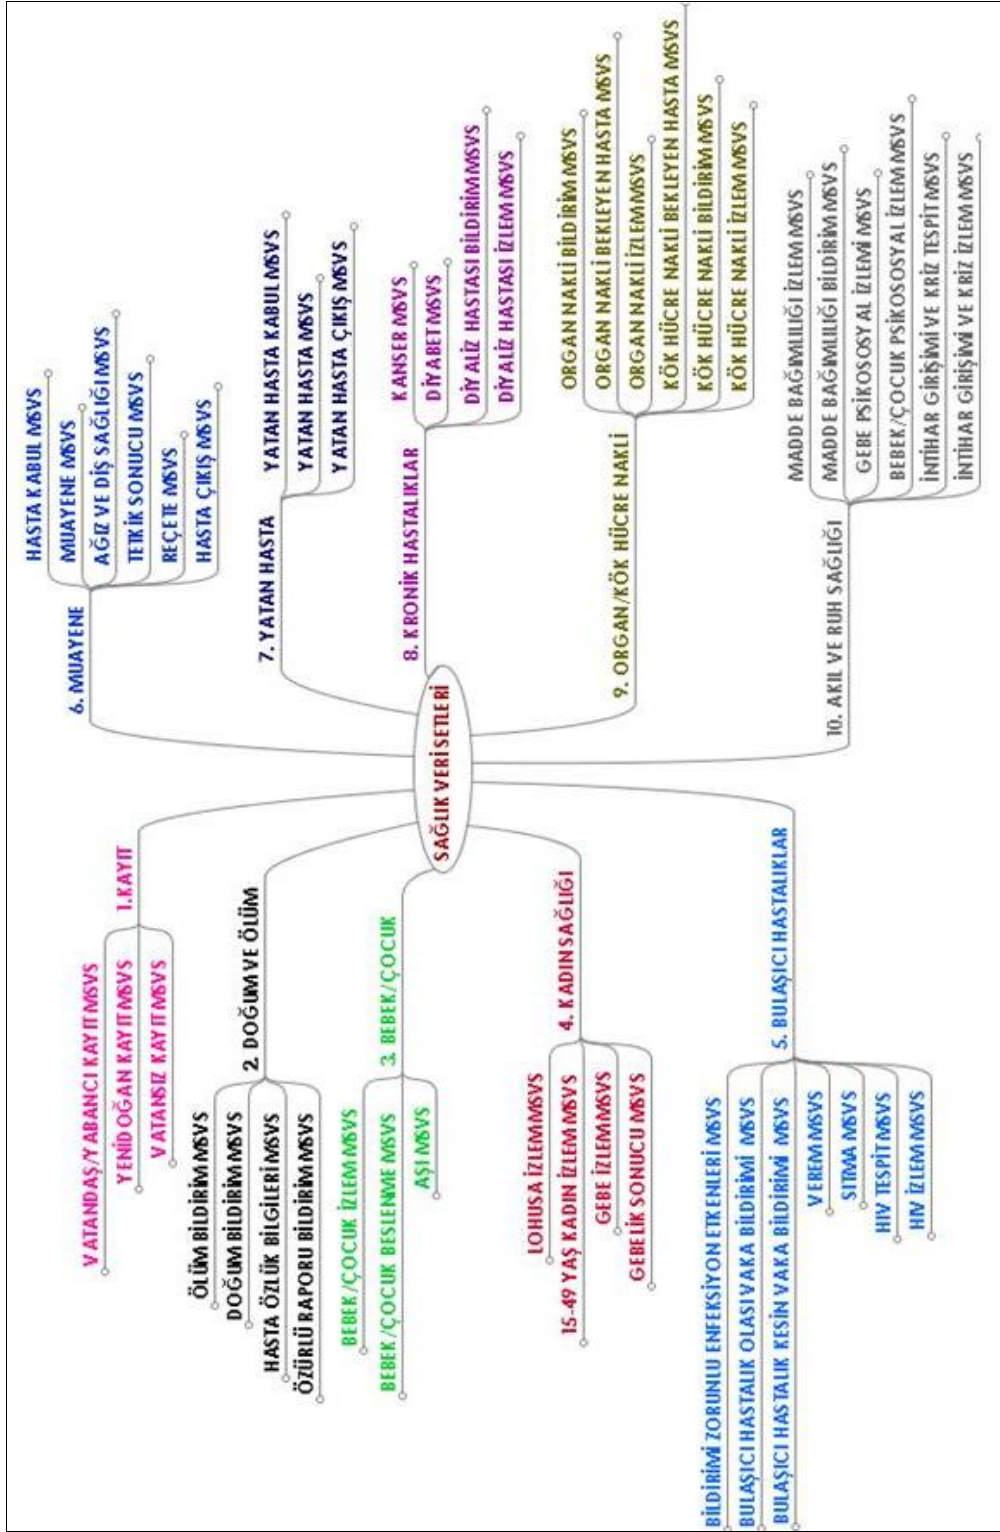 SAĞLIK VERİ SETLERİ
1.KAYIT
VATANDAŞ/YABANCI KAYIT MSVS
YENİDOĞAN KAYIT MSVS
VATANSIZ KAYIT MSVS
2. DOĞUM VE ÖLÜM
ÖLÜM BİLDİRİM MSVS
DOĞUM BİLDİRİM MSVS
HASTA ÖZLÜK BİLGİLERİ MSVS
ÖZÜRLÜ RAPORU BİLDİRİM MSVS
3. BEBEK/ÇOCUK
BEBEK/ÇOCUK İZLEM MSVS
BEBEK/ÇOCUK BESLENME MSVS
AŞI MSVS
4. KADIN SAĞLIĞI
LOHUSA İZLEM MSVS
15-49 YAŞ KADIN İZLEM MSVS
GEBE İZLEM MSVS
GEBELİK SONUCU MSVS
5. BULAŞICI HASTALIKLAR
BİLDİRİMİ ZORUNLU ENFEKSİYON ETKENLERİ MSVS
BULAŞICI HASTALIK OLASI VAKA BİLDİRİMİ MSVS
BULAŞICI HASTALIK KESİN VAKA BİLDİRİMİ MSVS
VEREM MSVS
SITMA MSVS
HIV TESPİT MSVS
HIV İZLEM MSVS
6. MUAYENE
HASTA KABUL MSVS
MUAYENE MSVS
AĞIZ VE DİŞ SAĞLIĞI MSVS
TETKİK SONUCU MSVS
REÇETE MSVS
HASTA ÇIKIŞ MSVS
7. YATAN HASTA
YATAN HASTA KABUL MSVS
YATAN HASTA MSVS
YATAN HASTA ÇIKIŞ MSVS
8. KRONİK HASTALIKLAR
KANSER MSVS
DİYABET MSVS
DİYALİZ HASTASI BİLDİRİM MSVS
DİYALİZ HASTASI İZLEM MSVS
9. ORGAN/KÖK HÜCRE NAKLİ
ORGAN NAKLİ BİLDİRİM MSVS
ORGAN NAKLİ BEKLEYEN HASTA MSVS
ORGAN NAKLİ İZLEM MSVS
KÖK HÜCRE NAKLİ BEKLEYEN HASTA MSVS
KÖK HÜCRE NAKLİ BİLDİRİM MSVS
KÖK HÜCRE NAKLİ İZLEM MSVS
10. AKIL VE RUH SAĞLIĞI
MADDE BAĞIMLILIĞI İZLEM MSVS
MADDE BAĞIMLILIĞI BİLDİRİM MSVS
GEBE PSİKOSOSYAL İZLEMİ MSVS
BEBEK/ÇOCUK PSİKOSOSYAL İZLEM MSVS
İNTİHAR GİRİŞİMİ VE KRİZ TESPİT MSVS
İNTİHAR GİRİŞİMİ VE KRİZ İZLEM MSVS